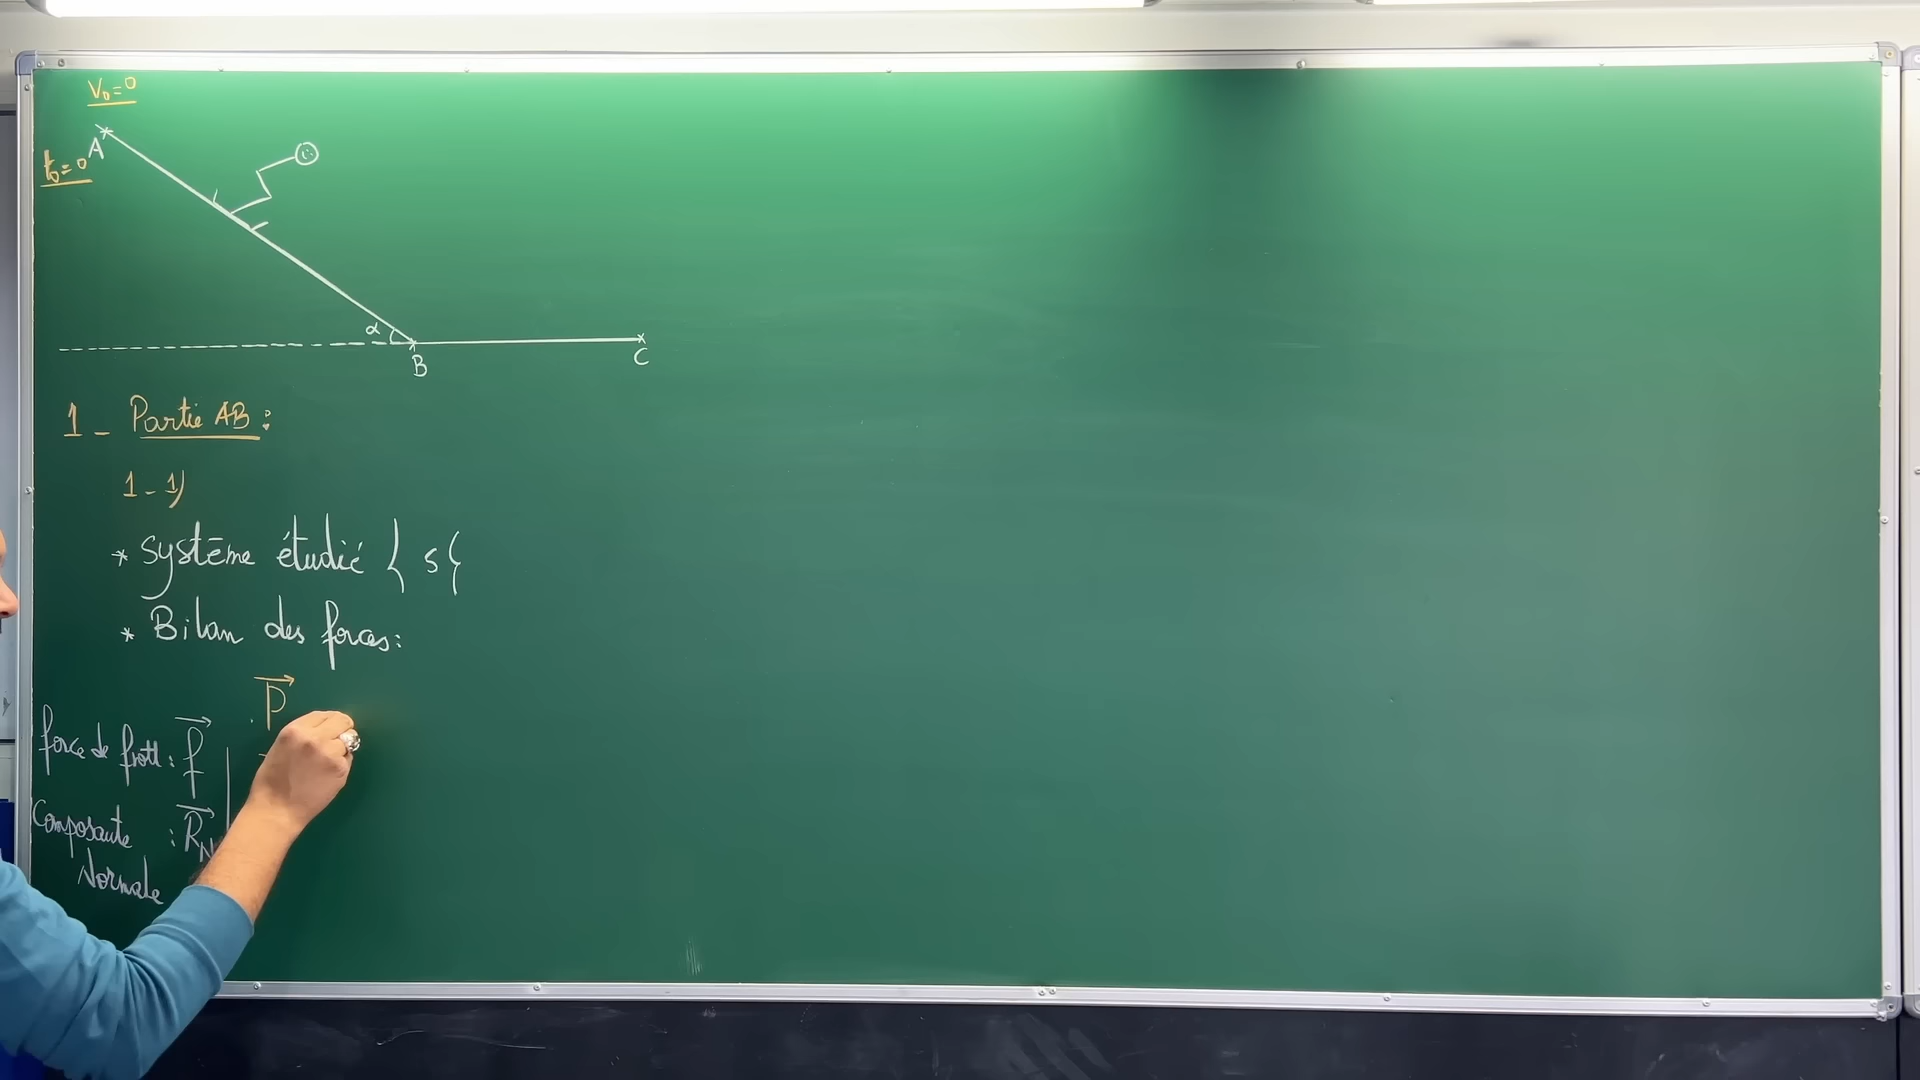 V₀=0
A
t₀=0
α
B
C
1 _ Partie AB :
1 - 1)
* Système étudié { s {
* Bilan des forces:
. P⃗
force de frott : f⃗
Composante : R⃗N
Normale